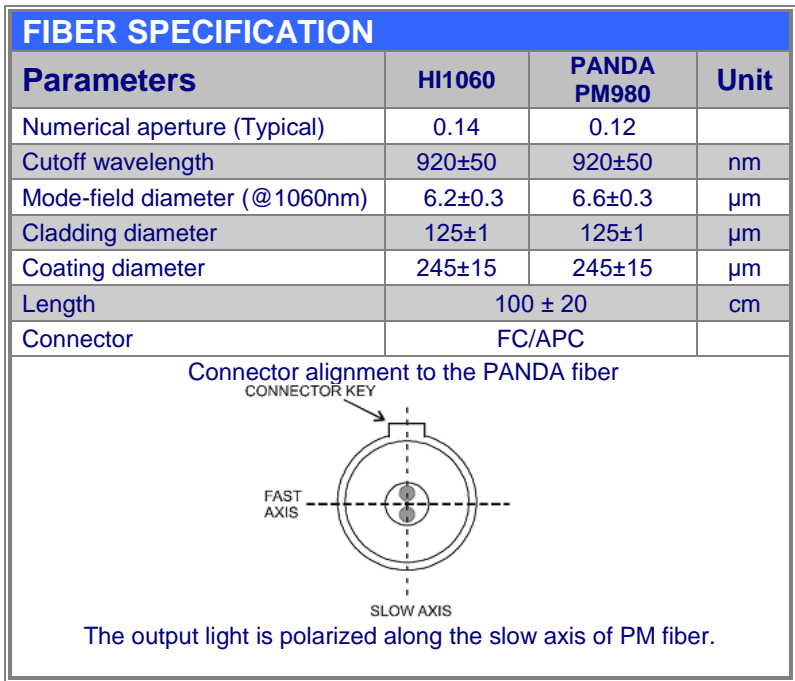 FIBER SPECIFICATION
Parameters HI1060 PANDA PM980 Unit
Numerical aperture (Typical) 0.14 0.12
Cutoff wavelength 920±50 920±50 nm
Mode-field diameter (@1060nm) 6.2±0.3 6.6±0.3 µm
Cladding diameter 125±1 125±1 µm
Coating diameter 245±15 245±15 µm
Length 100 ± 20 cm
Connector FC/APC
Connector alignment to the PANDA fiber
CONNECTOR KEY
FAST
AXIS
SLOW AXIS
The output light is polarized along the slow axis of PM fiber.